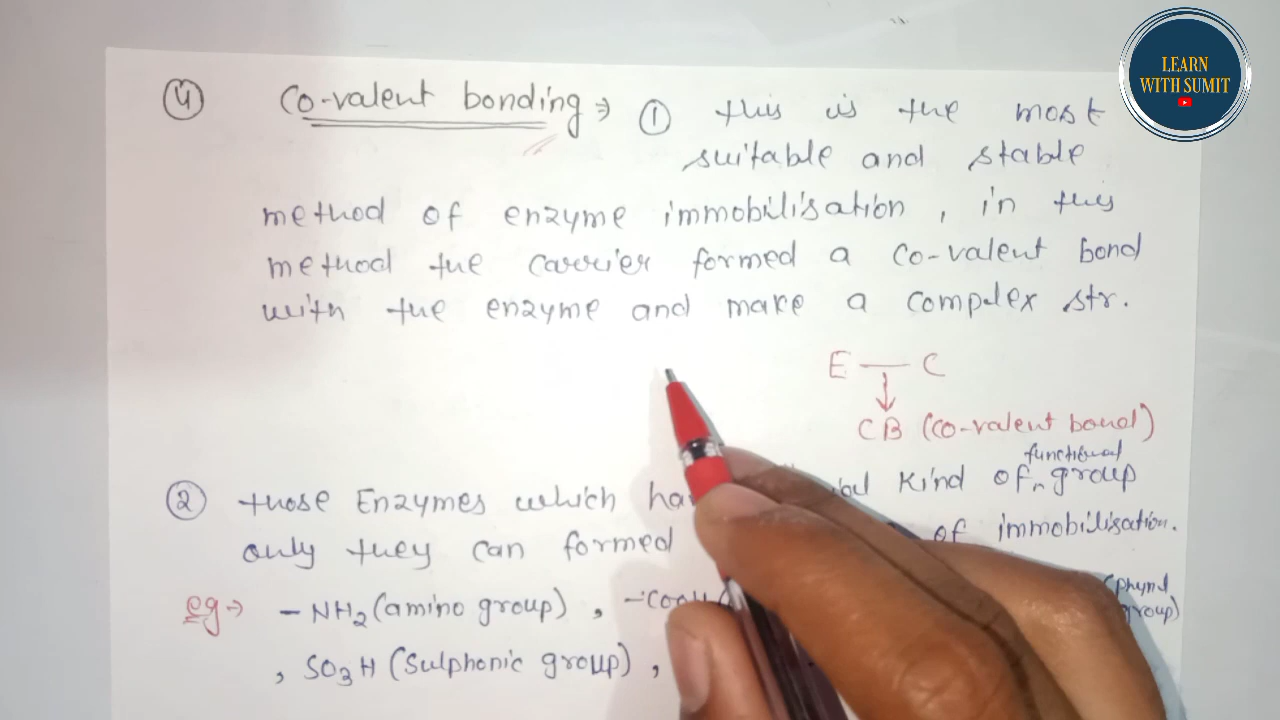 LEARN
WITH SUMIT
4 Co-valent bonding ⇒ 1 this is the most
suitable and stable
method of enzyme immobilisation, in this
method the carrier formed a co-valent bond
with the enzyme and make a complex str.
E — C
↓
CB (co-valent bond)
functional
2 those Enzymes which kind of group
only they can formed of immobilisation.
eg → - NH2 (amino group), -COOH (phynl
group)
, SO3H (Sulphonic group),